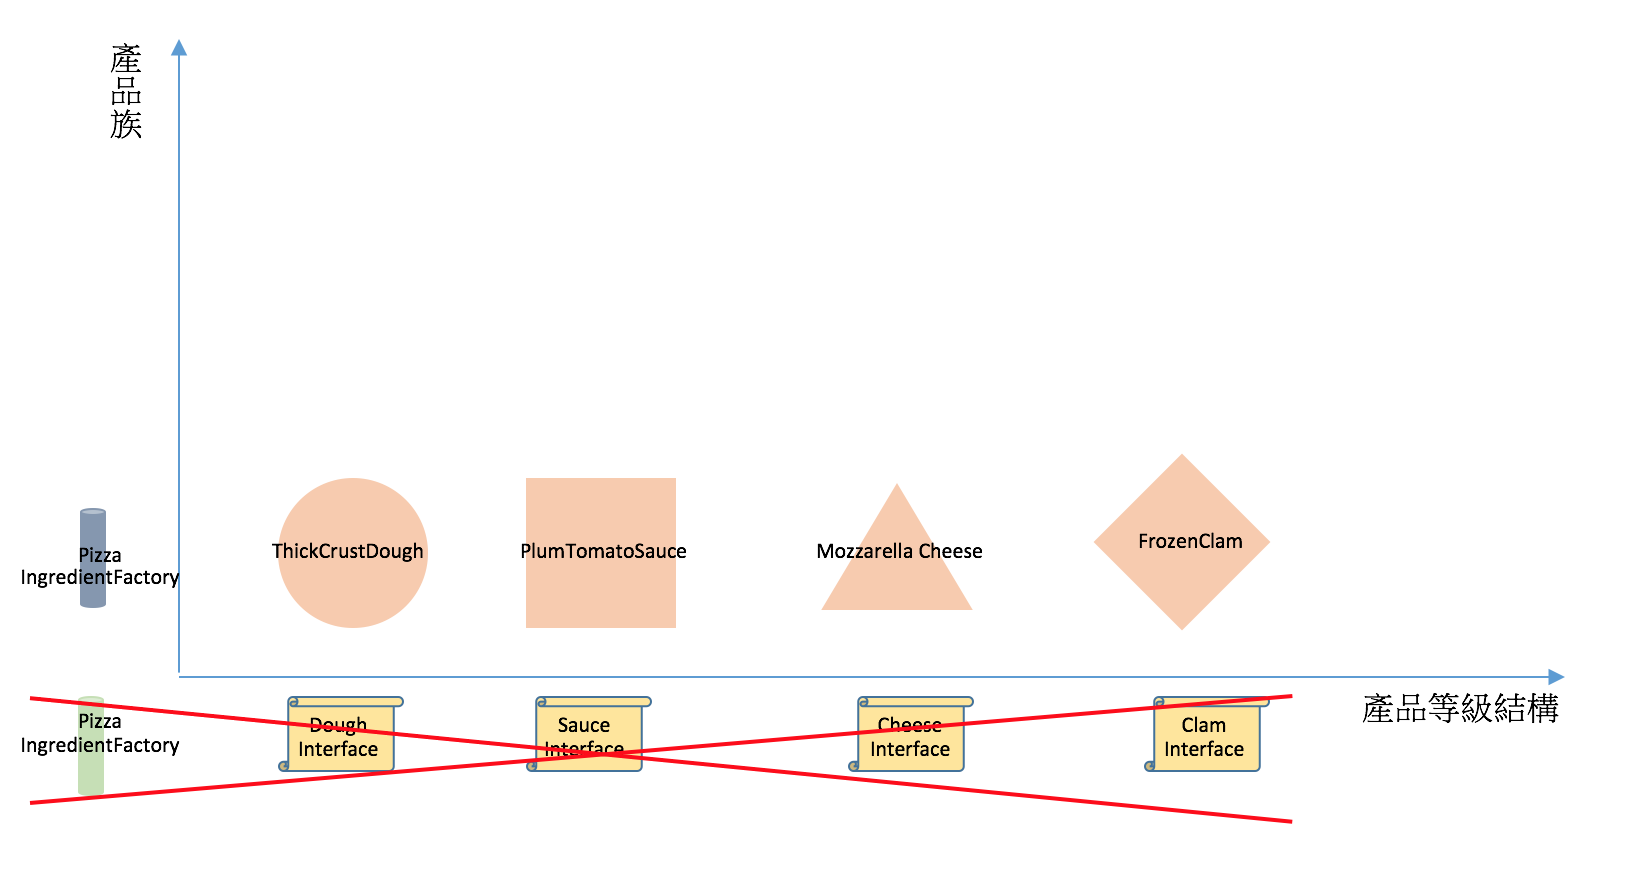 產品族
Pizza
IngredientFactory
ThickCrustDough
PlumTomatoSauce
Mozzarella Cheese
FrozenClam
Pizza
IngredientFactory
Dough
Interface
Sauce
Interface
Cheese
Interface
Clam
Interface
產品等級結構